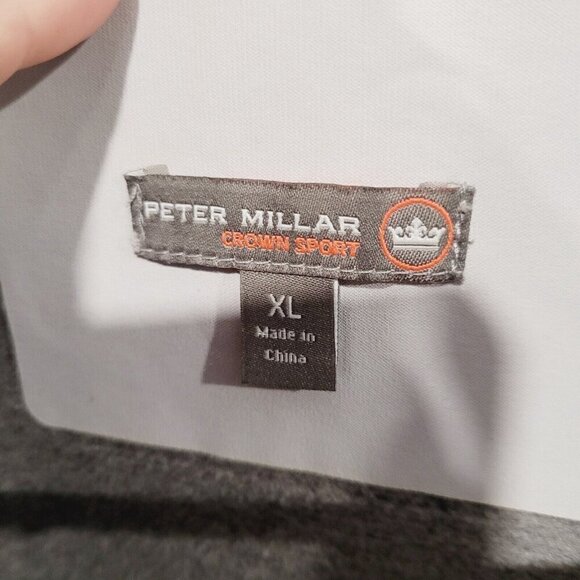 PETER MILLAR
CROWN SPORT
XL
Made in
China